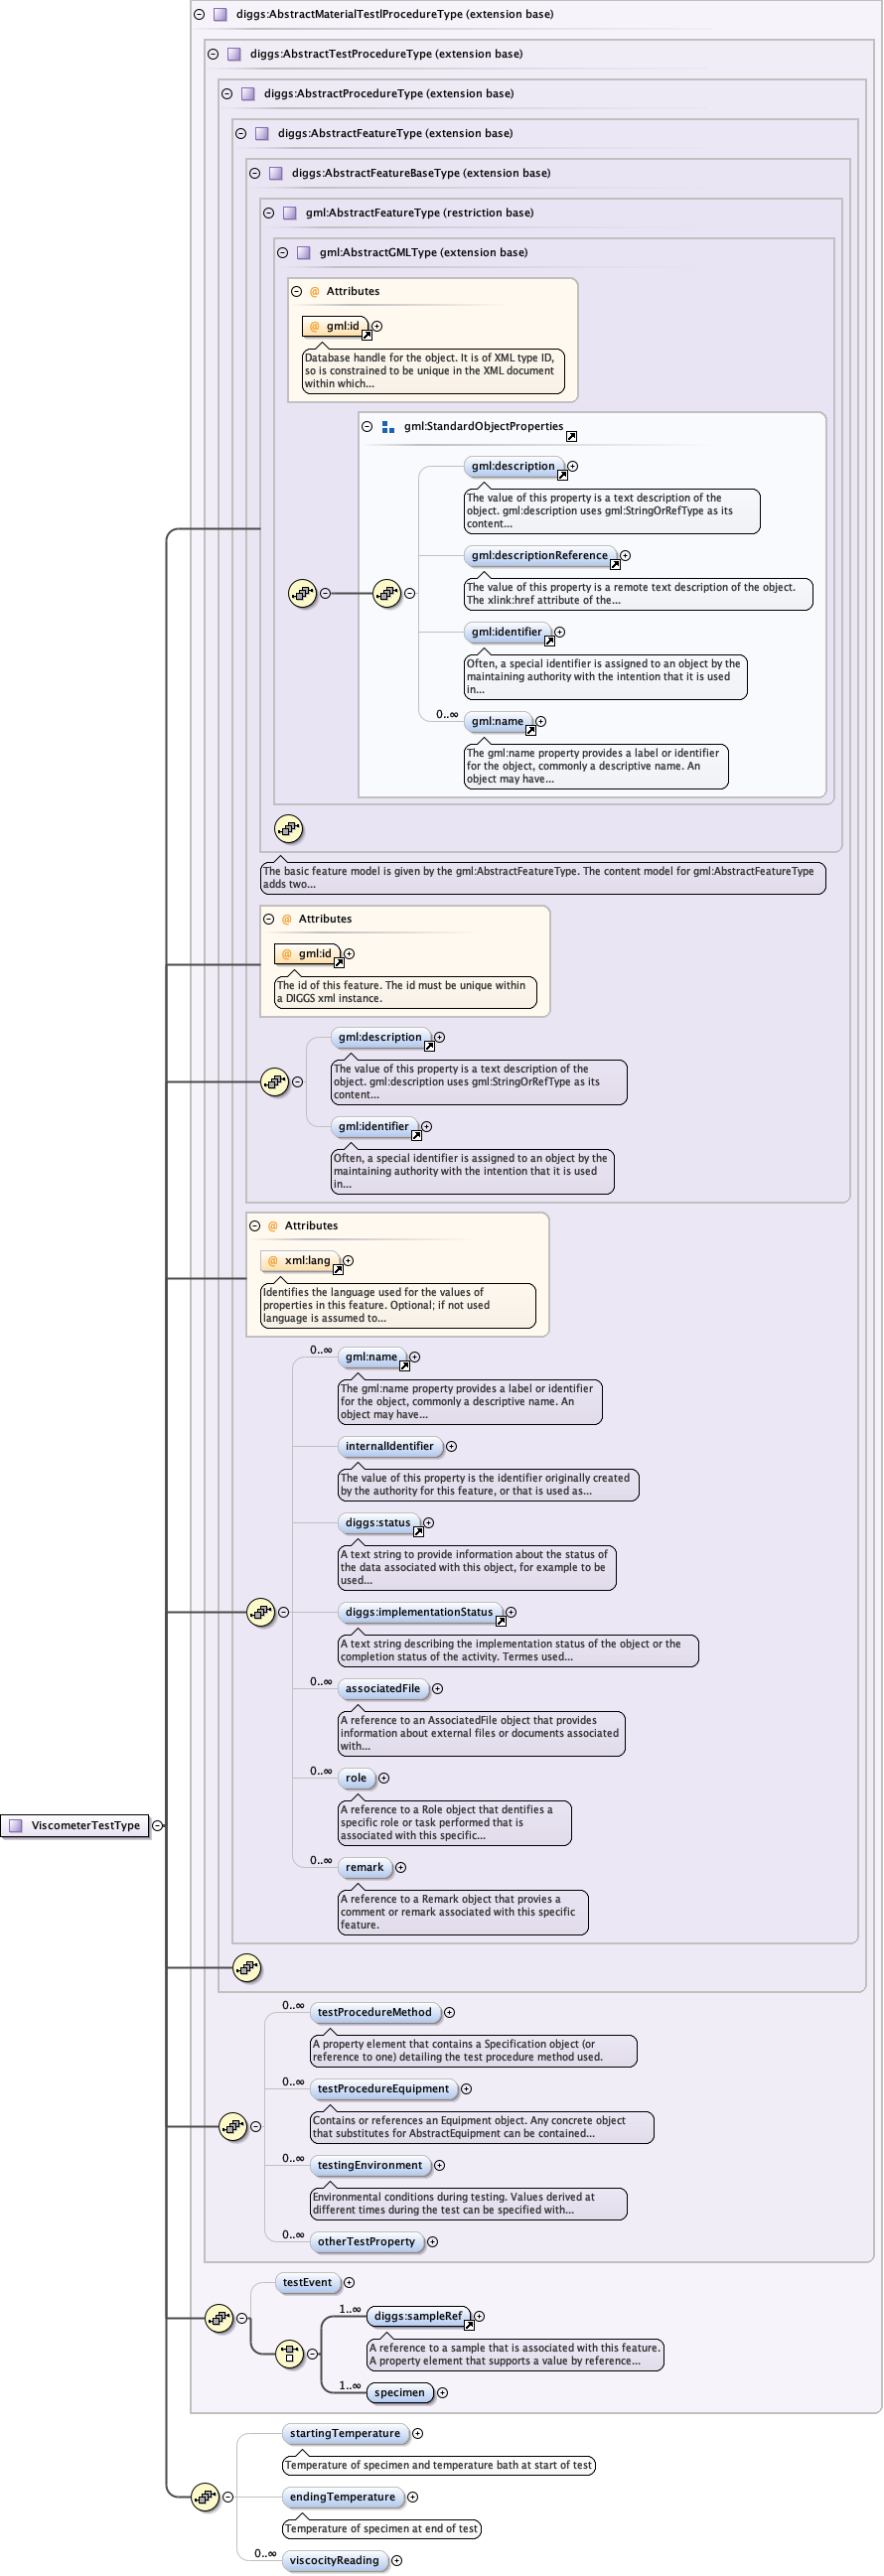 diggs:AbstractMaterialTestlProcedureType (extension base)
diggs:AbstractTestProcedureType (extension base)
diggs:AbstractProcedureType (extension base)
diggs:AbstractFeatureType (extension base)
diggs:AbstractFeatureBaseType (extension base)
gml:AbstractFeatureType (restriction base)
gml:AbstractGMLType (extension base)
@ Attributes
@ gml:id
Database handle for the object. It is of XML type ID,
so is constrained to be unique in the XML document
within which...
gml:StandardObjectProperties
gml:description
The value of this property is a text description of the
object. gml:description uses gml:StringOrRefType as its
content...
gml:descriptionReference
The value of this property is a remote text description of the object.
The xlink:href attribute of the...
gml:identifier
Often, a special identifier is assigned to an object by the
maintaining authority with the intention that it is used
in...
0..∞ gml:name
The gml:name property provides a label or identifier
for the object, commonly a descriptive name. An
object may have...
The basic feature model is given by the gml:AbstractFeatureType. The content model for gml:AbstractFeatureType
adds two...
@ Attributes
@ gml:id
The id of this feature. The id must be unique within
a DIGGS xml instance.
gml:description
The value of this property is a text description of the
object. gml:description uses gml:StringOrRefType as its
content...
gml:identifier
Often, a special identifier is assigned to an object by the
maintaining authority with the intention that it is used
in...
@ Attributes
@ xml:lang
Identifies the language used for the values of
properties in this feature. Optional; if not used
language is assumed to...
0..∞ gml:name
The gml:name property provides a label or identifier
for the object, commonly a descriptive name. An
object may have...
internalIdentifier
The value of this property is the identifier originally created
by the authority for this feature, or that is used as...
diggs:status
A text string to provide information about the status of
the data associated with this object, for example to be
used...
diggs:implementationStatus
A text string describing the implementation status of the object or the
completion status of the activity. Termes used...
0..∞ associatedFile
A reference to an AssociatedFile object that provides
information about external files or documents associated
with...
0..∞ role
A reference to a Role object that dentifies a
specific role or task performed that is
associated with this specific...
ViscometerTestType
0..∞ remark
A reference to a Remark object that provies a
comment or remark associated with this specific
feature.
0..∞ testProcedureMethod
A property element that contains a Specification object (or
reference to one) detailing the test procedure method used.
0..∞ testProcedureEquipment
Contains or references an Equipment object. Any concrete object
that substitutes for AbstractEquipment can be contained...
0..∞ testingEnvironment
Environmental conditions during testing. Values derived at
different times during the test can be specified with...
0..∞ otherTestProperty
testEvent
1..∞ diggs:sampleRef
A reference to a sample that is associated with this feature.
A property element that supports a value by reference...
1..∞ specimen
startingTemperature
Temperature of specimen and temperature bath at start of test
endingTemperature
Temperature of specimen at end of test
0..∞ viscocityReading